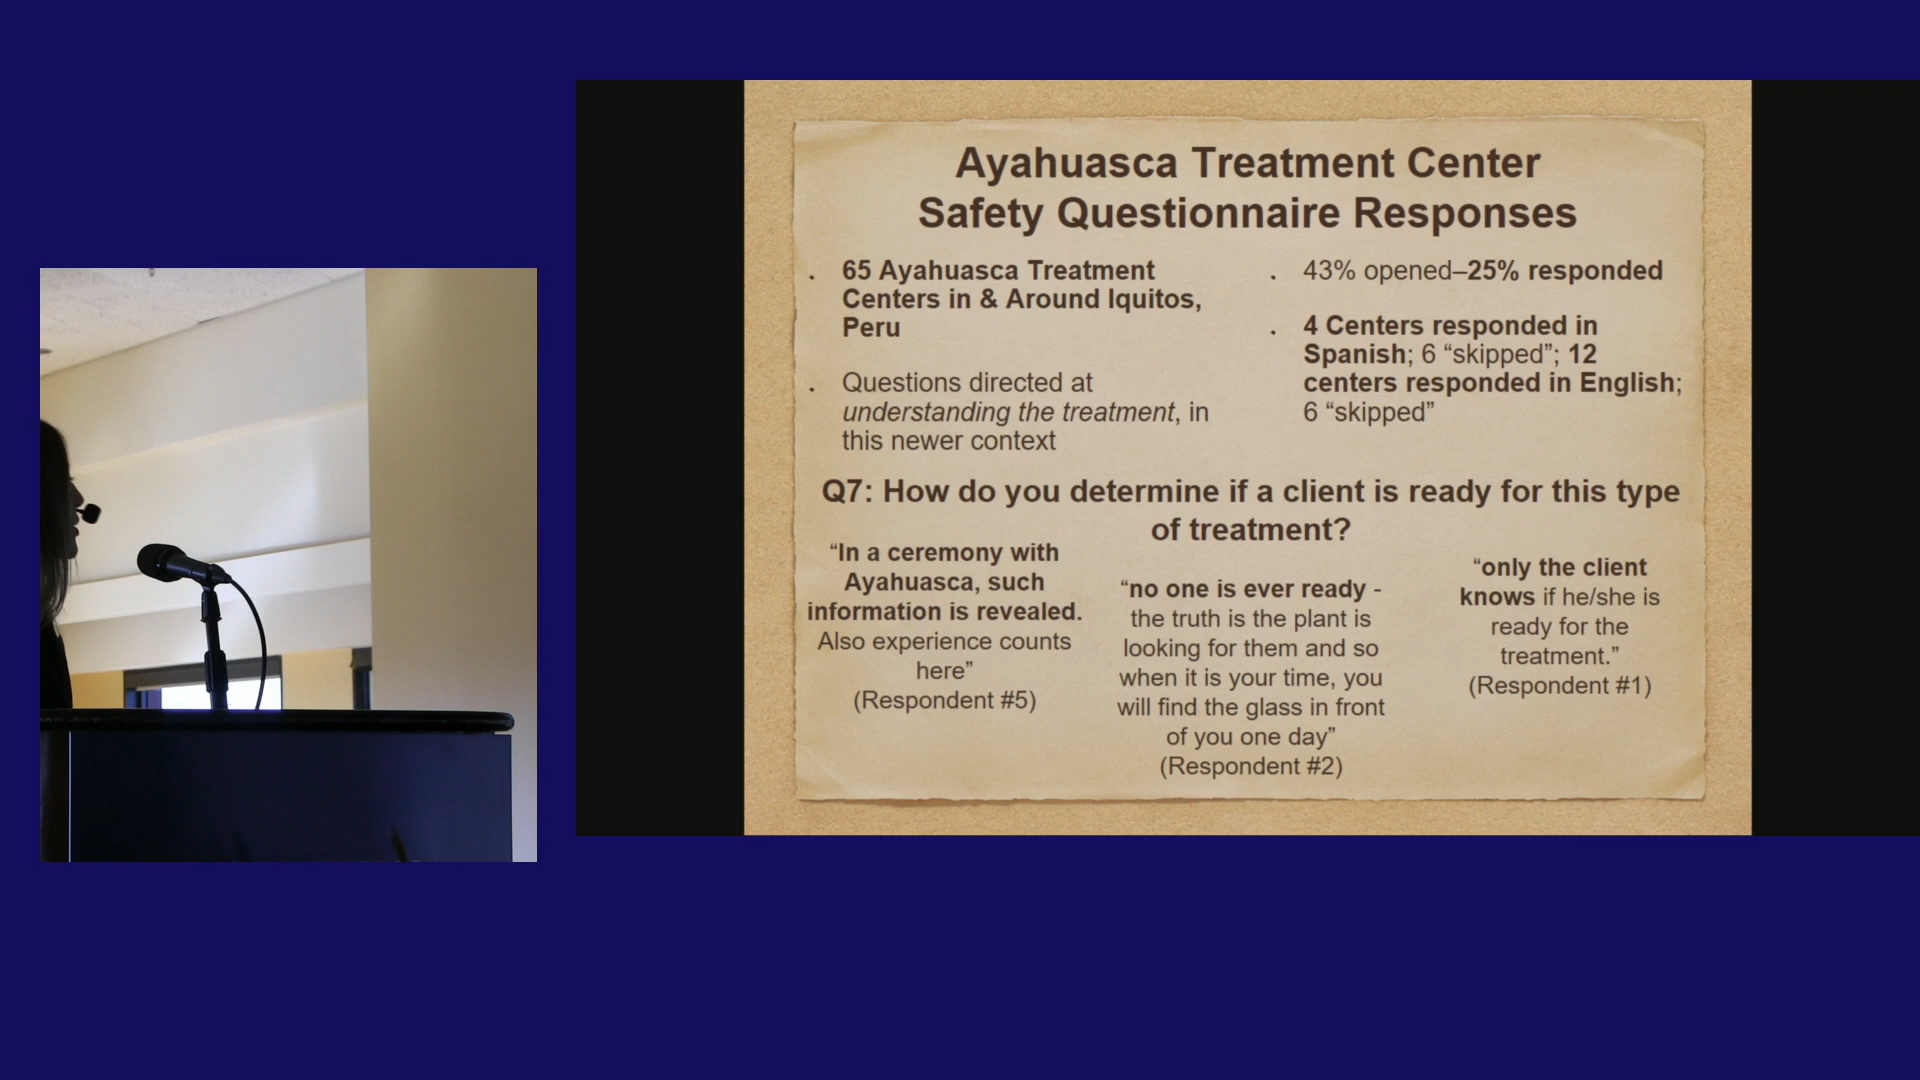 Ayahuasca Treatment Center
Safety Questionnaire Responses
. 65 Ayahuasca Treatment
Centers in & Around Iquitos,
Peru
. Questions directed at
understanding the treatment, in
this newer context
. 43% opened–25% responded
. 4 Centers responded in
Spanish; 6 “skipped”; 12
centers responded in English;
6 “skipped”
Q7: How do you determine if a client is ready for this type
of treatment?
“In a ceremony with
Ayahuasca, such
information is revealed.
Also experience counts
here”
(Respondent #5)
“no one is ever ready -
the truth is the plant is
looking for them and so
when it is your time, you
will find the glass in front
of you one day”
(Respondent #2)
“only the client
knows if he/she is
ready for the
treatment.”
(Respondent #1)